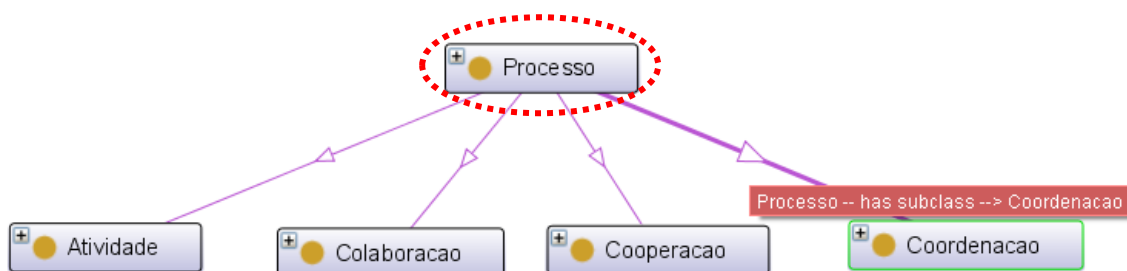 Processo
Processo -- has subclass --> Coordenacao
Atividade
Colaboracao
Cooperacao
Coordenacao